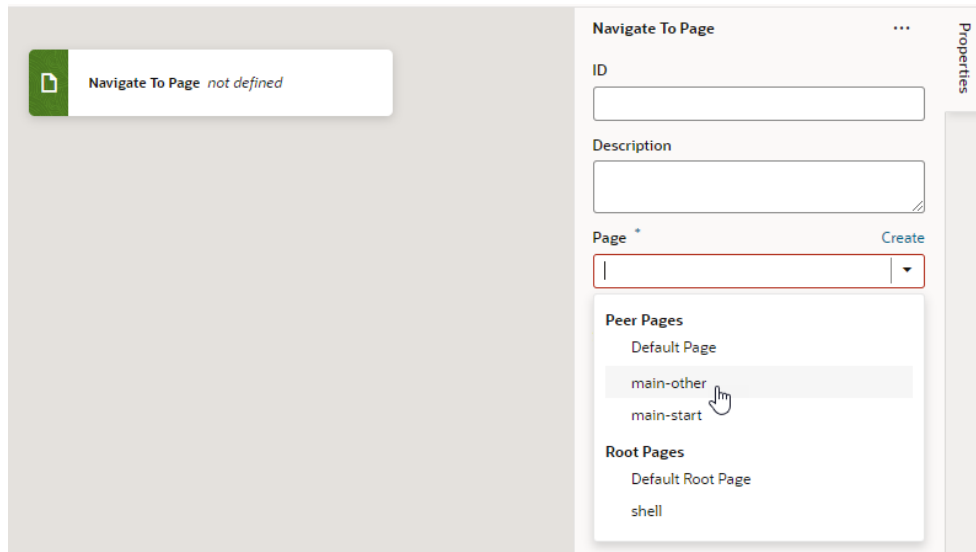 Navigate To Page not defined
Navigate To Page
ID
Description
Page * Create
Peer Pages
Default Page
main-other
main-start
Root Pages
Default Root Page
shell
Properties